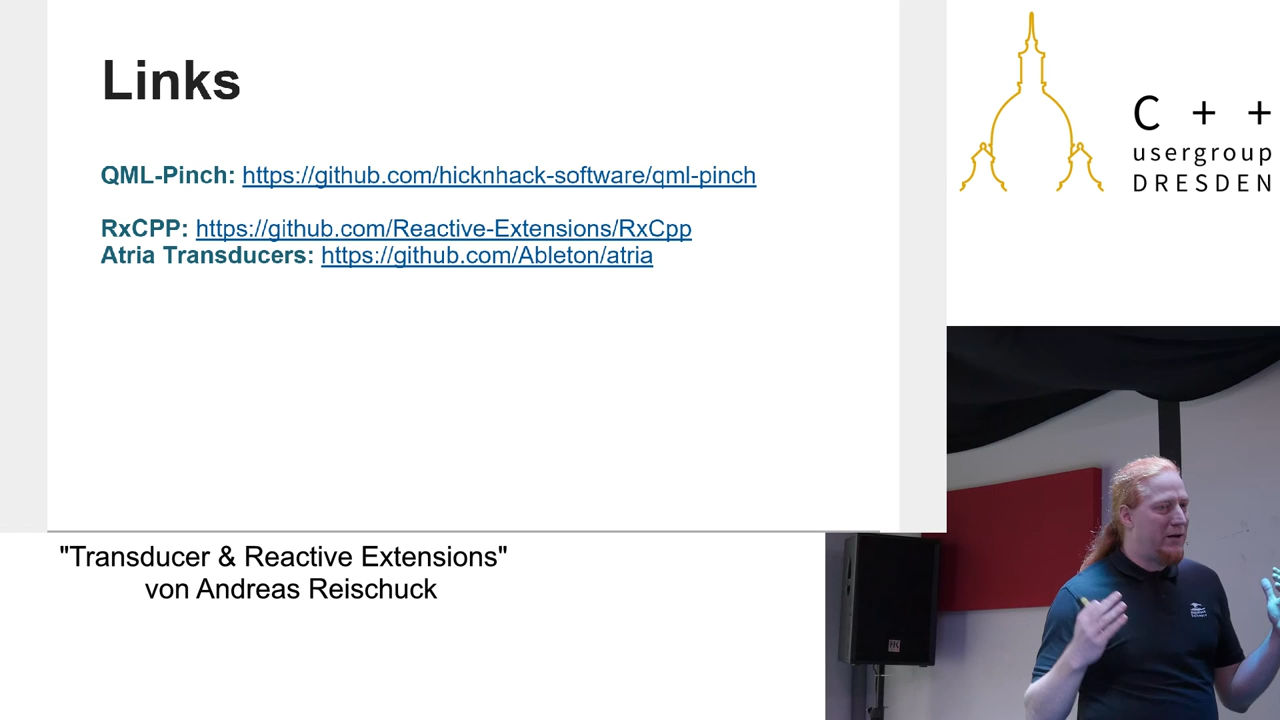 Links
QML-Pinch: https://github.com/hicknhack-software/qml-pinch
RxCPP: https://github.com/Reactive-Extensions/RxCpp
Atria Transducers: https://github.com/Ableton/atria
C + +
usergroup
DRESDEN
"Transducer & Reactive Extensions"
von Andreas Reischuck
HK